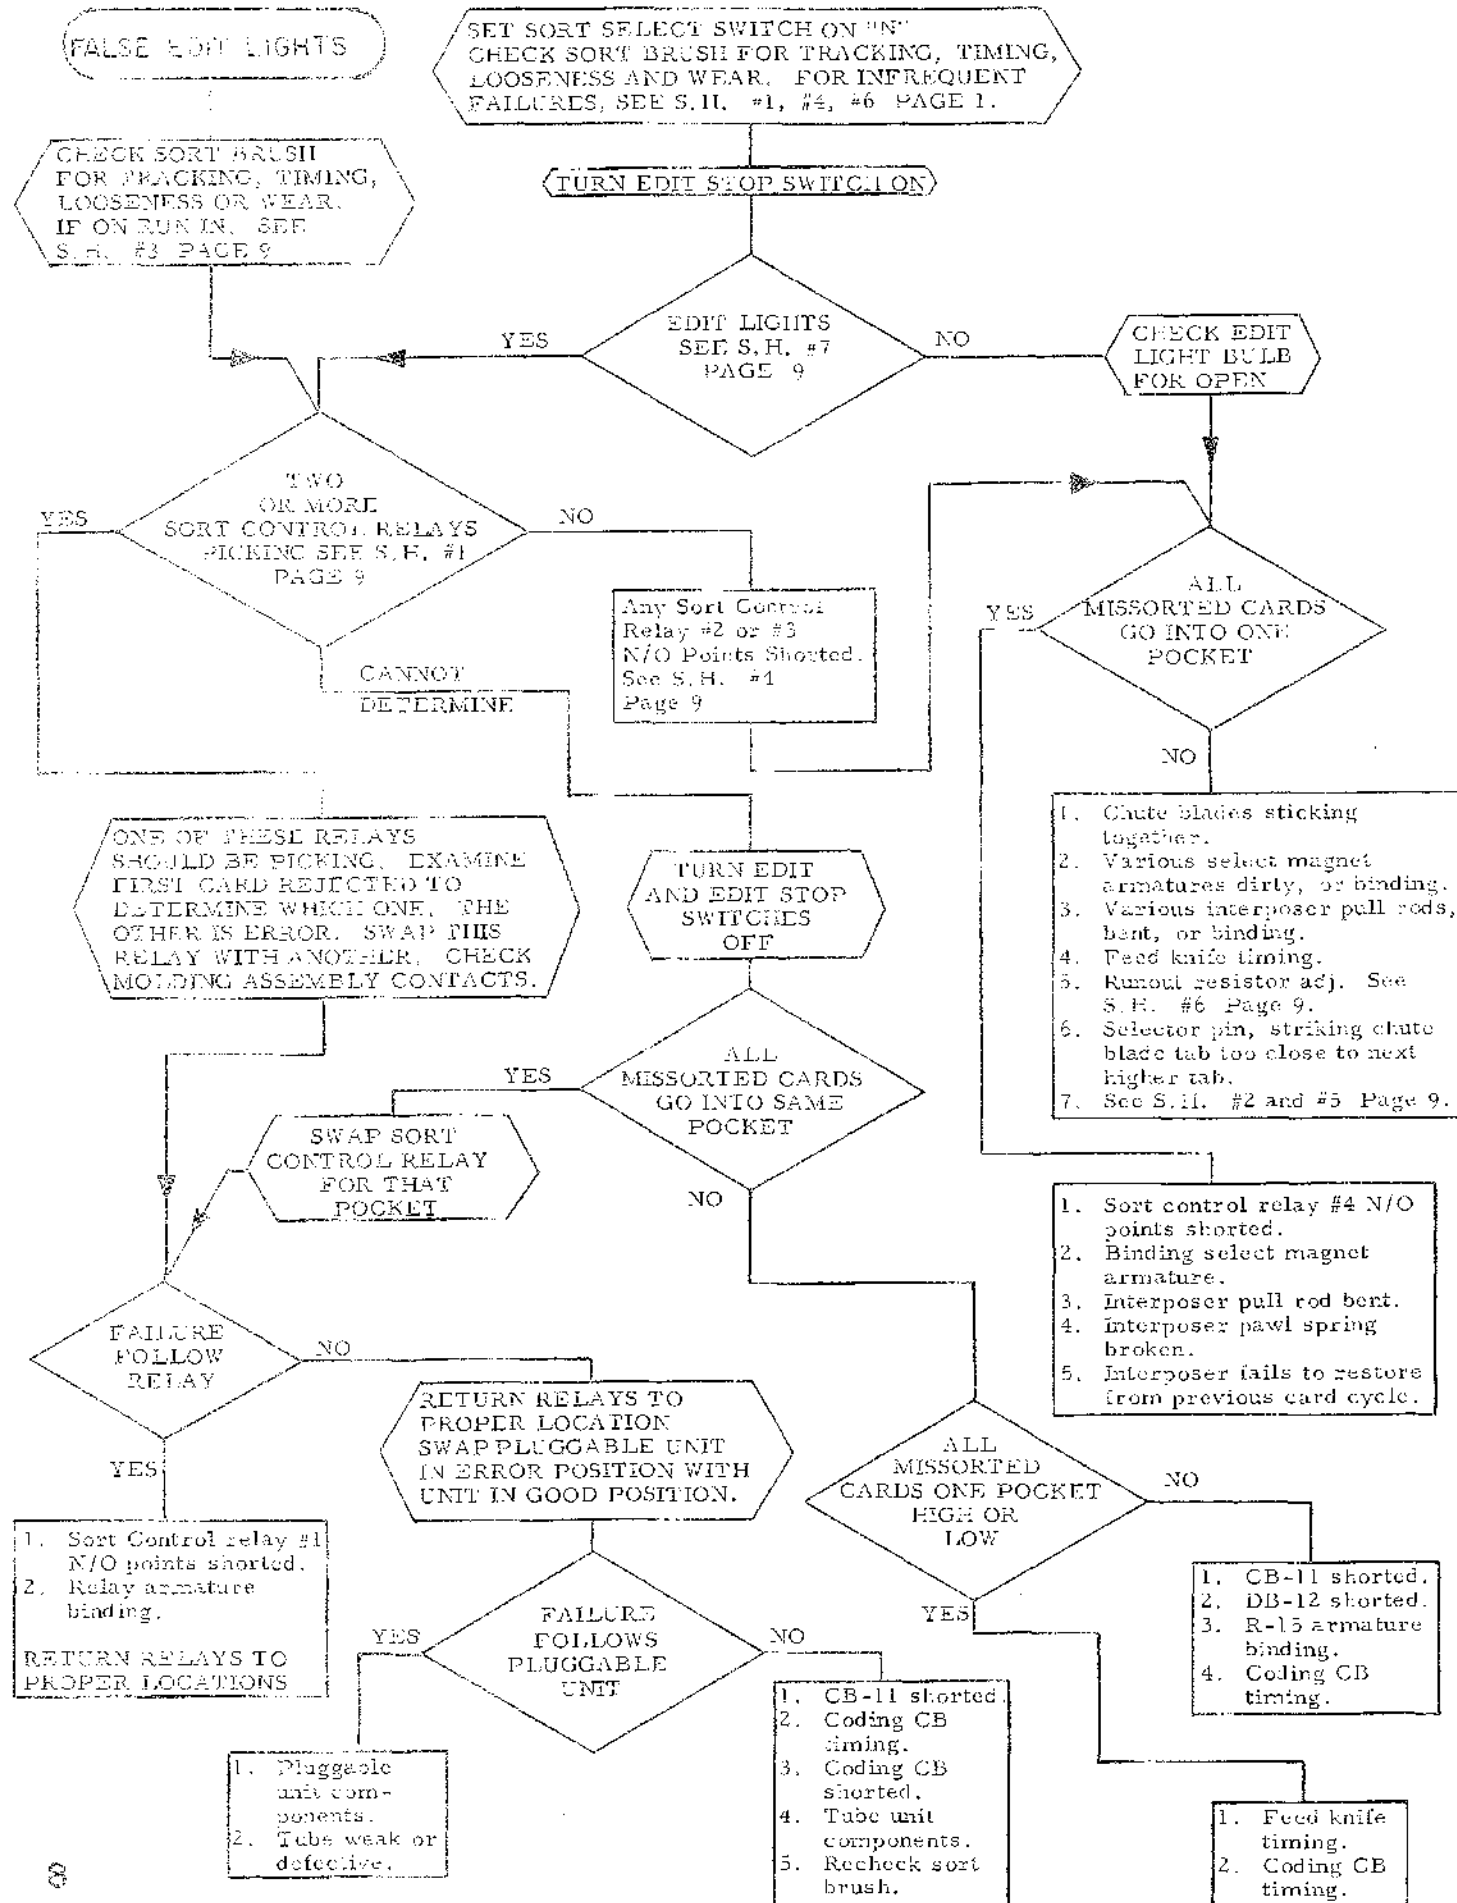 FALSE EDIT LIGHTS
SET SORT SELECT SWITCH ON "N"
CHECK SORT BRUSH FOR TRACKING, TIMING,
LOOSENESS AND WEAR. FOR INFREQUENT
FAILURES, SEE S.H. #1, #4, #6 PAGE 1.
CHECK SORT BRUSH
FOR TRACKING, TIMING,
LOOSENESS OR WEAR.
IF ON RUN IN, SEE
S.H. #3 PAGE 9
TURN EDIT STOP SWITCH ON
EDIT LIGHTS
SEE S.H. #7
PAGE 9
YES
NO
CHECK EDIT
LIGHT BULB
FOR OPEN
TWO
OR MORE
SORT CONTROL RELAYS
PICKING SEE S.H. #1
PAGE 9
YES
NO
CANNOT
DETERMINE
Any Sort Control
Relay #2 or #3
N/O Points Shorted.
See S.H. #4
Page 9
ALL
MISSORTED CARDS
GO INTO ONE
POCKET
YES
NO
1. Chute blades sticking
together.
2. Various select magnet
armatures dirty, or binding.
3. Various interposer pull rods,
bent, or binding.
4. Feed knife timing.
5. Runout resistor adj. See
S.H. #6 Page 9.
6. Selector pin, striking chute
blade tab too close to next
higher tab.
7. See S.H. #2 and #5 Page 9.
ONE OF THESE RELAYS
SHOULD BE PICKING. EXAMINE
FIRST CARD REJECTED TO
DETERMINE WHICH ONE. THE
OTHER IS ERROR. SWAP THIS
RELAY WITH ANOTHER, CHECK
MOLDING ASSEMBLY CONTACTS.
TURN EDIT
AND EDIT STOP
SWITCHES
OFF
ALL
MISSORTED CARDS
GO INTO SAME
POCKET
YES
NO
SWAP SORT
CONTROL RELAY
FOR THAT
POCKET
1. Sort control relay #4 N/O
points shorted.
2. Binding select magnet
armature.
3. Interposer pull rod bent.
4. Interposer pawl spring
broken.
5. Interposer fails to restore
from previous card cycle.
FAILURE
FOLLOW
RELAY
NO
YES
RETURN RELAYS TO
PROPER LOCATION
SWAP PLUGGABLE UNIT
IN ERROR POSITION WITH
UNIT IN GOOD POSITION.
ALL
MISSORTED
CARDS ONE POCKET
HIGH OR
LOW
NO
YES
1. Sort Control relay #1
N/O points shorted.
2. Relay armature
binding.
RETURN RELAYS TO
PROPER LOCATIONS
FAILURE
FOLLOWS
PLUGGABLE
UNIT
YES
NO
1. CB-11 shorted.
2. DB-12 shorted.
3. R-15 armature
binding.
4. Coding CB
timing.
1. Pluggable
unit com-
ponents.
2. Tube weak or
defective.
1. CB-11 shorted.
2. Coding CB
timing.
3. Coding CB
shorted.
4. Tube unit
components.
5. Recheck sort
brush.
1. Feed knife
timing.
2. Coding CB
timing.
8